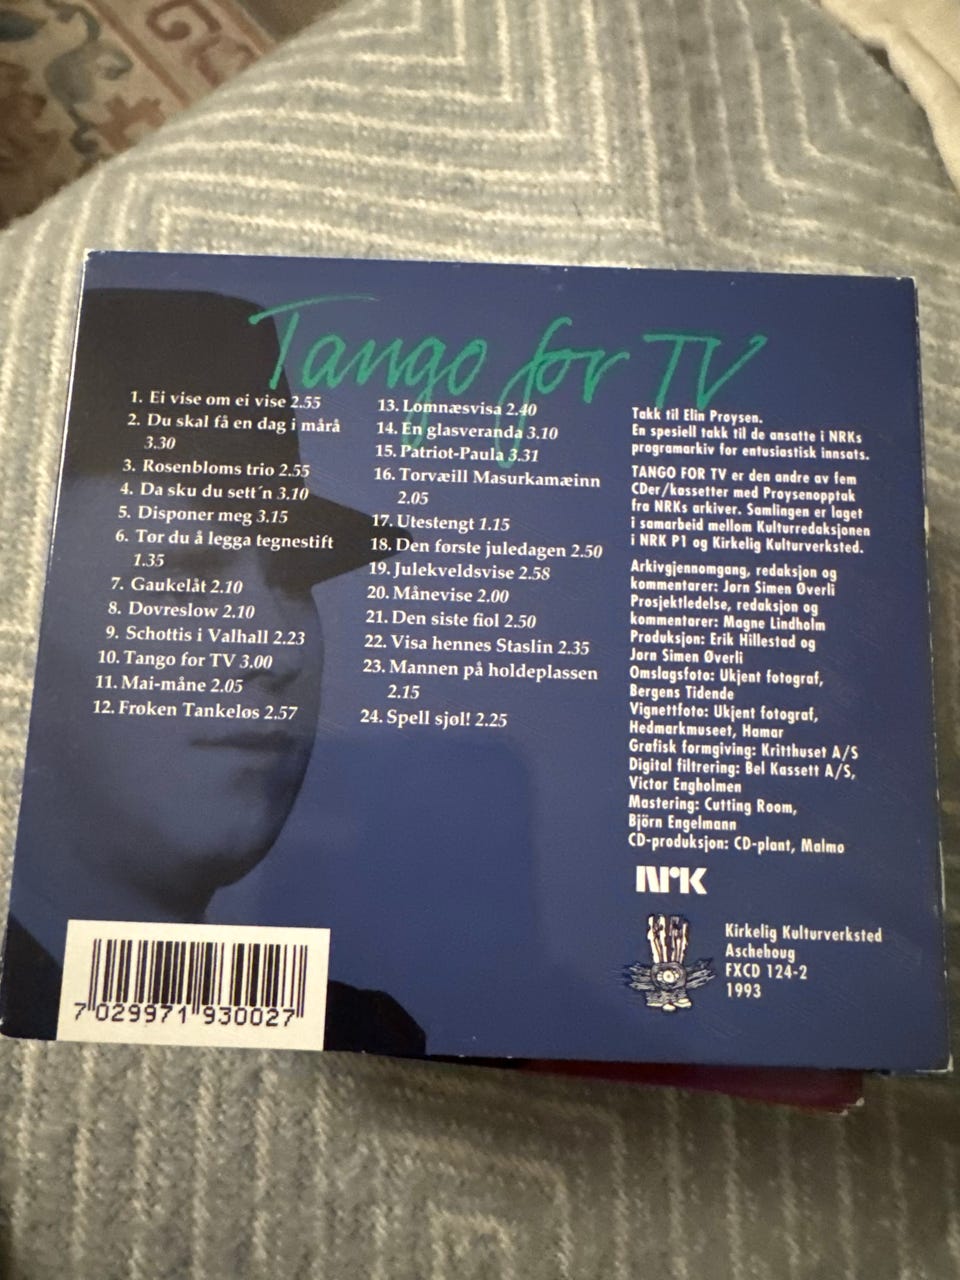 Tango for TV
1. Ei vise om ei vise 2.55
2. Du skal få en dag i mårå
3.30
3. Rosenbloms trio 2.55
4. Da sku du sett´n 3.10
5. Disponer meg 3.15
6. Tør du å legga tegnestift
1.35
7. Gaukelåt 2.10
8. Dovreslow 2.10
9. Schottis i Valhall 2.23
10. Tango for TV 3.00
11. Mai-måne 2.05
12. Frøken Tankeløs 2.57
13. Lomnæsvisa 2.40
14. En glasveranda 3.10
15. Patriot-Paula 3.31
16. Torvæill Masurkamæinn
2.05
17. Utestengt 1.15
18. Den første juledagen 2.50
19. Julekveldsvise 2.58
20. Månevise 2.00
21. Den siste fiol 2.50
22. Visa hennes Staslin 2.35
23. Mannen på holdeplassen
2.15
24. Spell sjøl! 2.25
Takk til Elin Prøysen.
En spesiell takk til de ansatte i NRKs
programarkiv for entusiastisk innsats.
TANGO FOR TV er den andre av fem
CDer/kassetter med Prøysenopptak
fra NRKs arkiver. Samlingen er laget
i samarbeid mellom Kulturredaksjonen
i NRK P1 og Kirkelig Kulturverksted.
Arkivgjennomgang, redaksjon og
kommentarer: Jørn Simen Øverli
Prosjektledelse, redaksjon og
kommentarer: Magne Lindholm
Produksjon: Erik Hillestad og
Jørn Simen Øverli
Omslagsfoto: Ukjent fotograf,
Bergens Tidende
Vignettfoto: Ukjent fotograf,
Hedmarkmuseet, Hamar
Grafisk formgiving: Kritthuset A/S
Digital filtrering: Bel Kassett A/S,
Victor Engholmen
Mastering: Cutting Room,
Björn Engelmann
CD-produksjon: CD-plant, Malmø
NRK
Kirkelig Kulturverksted
Aschehoug
FXCD 124-2
1993
7 029971 930027